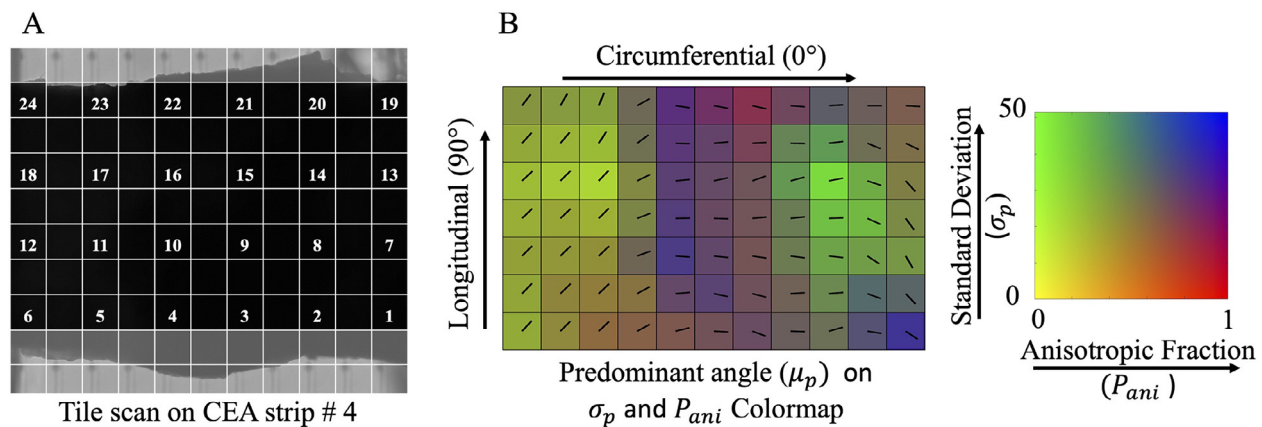 A
24 23 22 21 20 19
18 17 16 15 14 13
12 11 10 9 8 7
6 5 4 3 2 1
Tile scan on CEA strip # 4
B
Circumferential (0°)
Longitudinal (90°)
Predominant angle (μₚ) on
σₚ and Pₐₙᵢ Colormap
Standard Deviation
(σₚ)
50
0
0 1
Anisotropic Fraction
(Pₐₙᵢ )